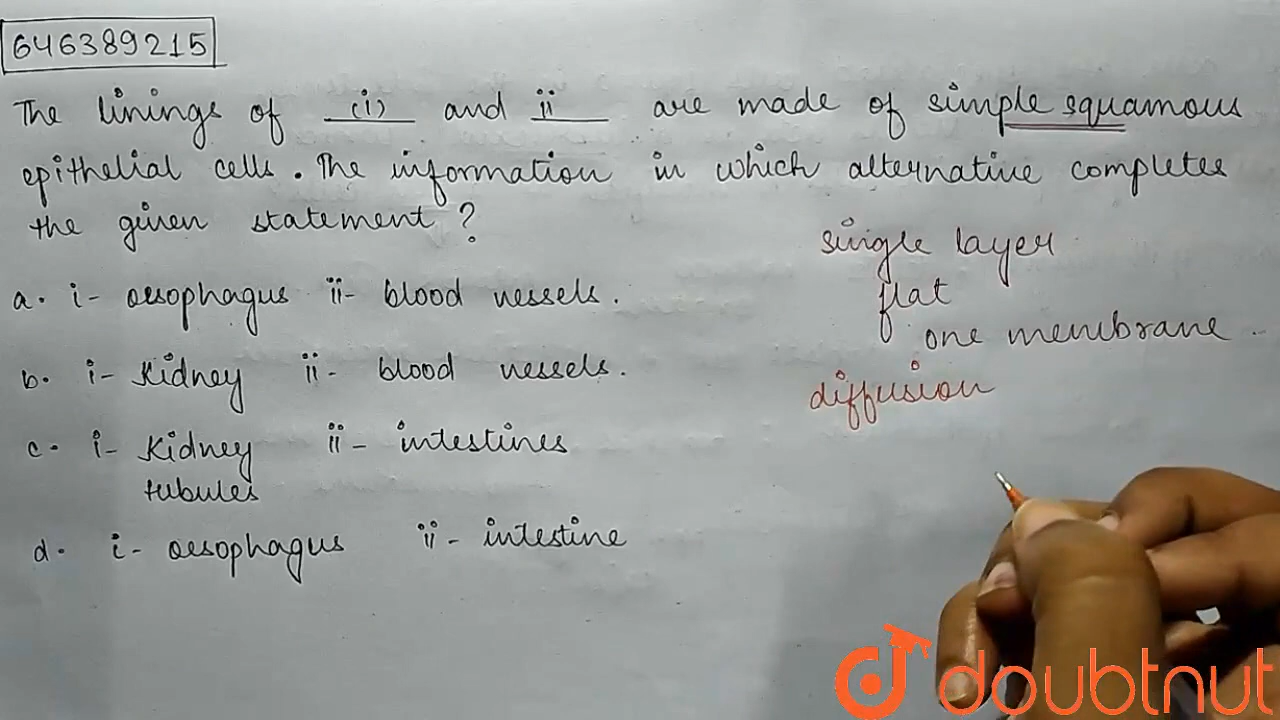 646389215
The linings of (i) and ii are made of simple squamous
epithelial cells. The information in which alternative completes
the given statement?
single layer
flat
one membrane.
diffusion
a. i- oesophagus ii- blood vessels.
b. i- Kidney ii- blood vessels.
c. i- Kidney ii- intestines
tubules
d. i- oesophagus ii- intestine
doubtnut